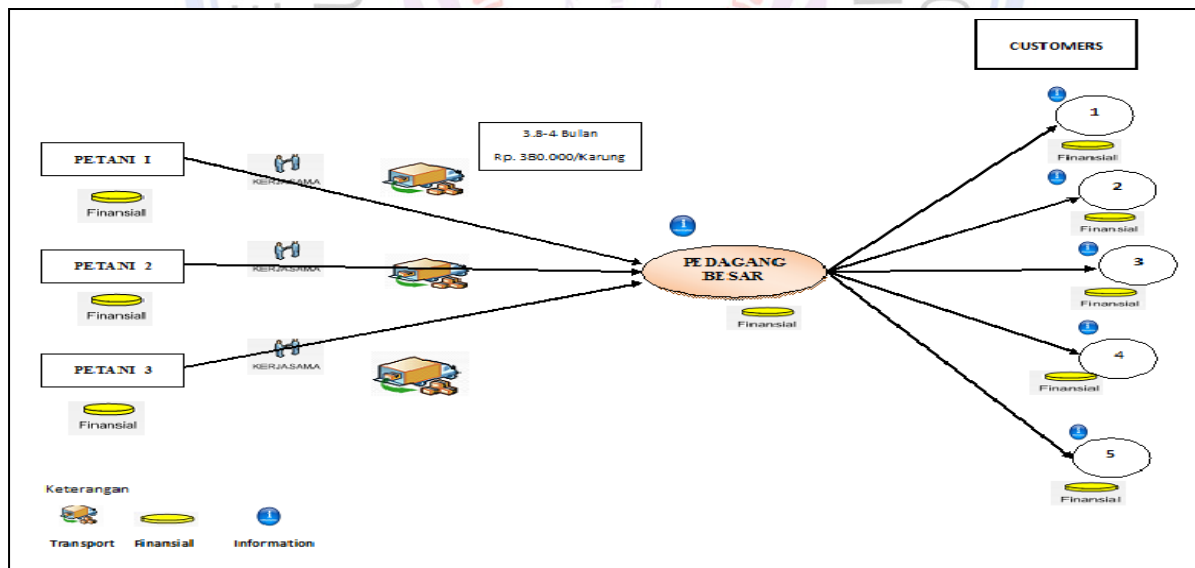 CUSTOMERS
1
Finansial
3.8-4 Bulan
Rp. 380.000/Karung
PETANI 1
KERJASAMA
Finansiall
2
Finansial
PETANI 2
KERJASAMA
Finansiall
PEDAGANG
BESAR
Finansial
3
Finansial
PETANI 3
KERJASAMA
Finansial
4
Finansial
5
Finansial
Keterangan
Transport
Finansiall
Information